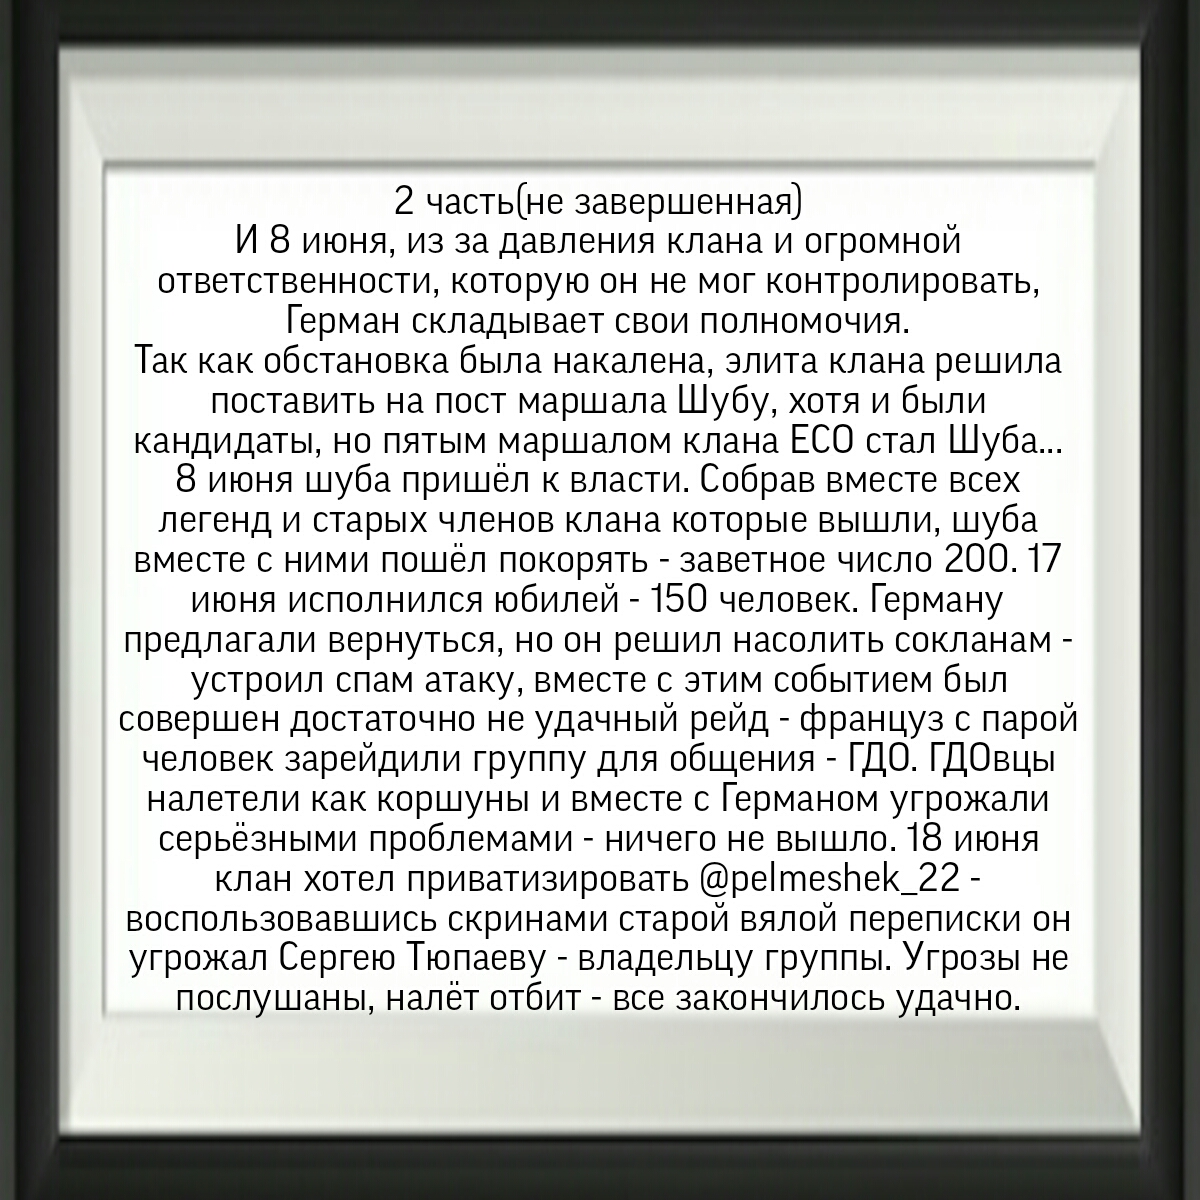 2 часть(не завершенная)
И 8 июня, из за давления клана и огромной
ответственности, которую он не мог контролировать,
Герман складывает свои полномочия.
Так как обстановка была накалена, элита клана решила
поставить на пост маршала Шубу, хотя и были
кандидаты, но пятым маршалом клана ЕСО стал Шуба...
8 июня шуба пришёл к власти. Собрав вместе всех
легенд и старых членов клана которые вышли, шуба
вместе с ними пошёл покорять - заветное число 200. 17
июня исполнился юбилей - 150 человек. Герману
предлагали вернуться, но он решил насолить сокланам -
устроил спам атаку, вместе с этим событием был
совершен достаточно не удачный рейд - француз с парой
человек зарейдили группу для общения - ГДО. ГДОвцы
налетели как коршуны и вместе с Германом угрожали
серьёзными проблемами - ничего не вышло. 18 июня
клан хотел приватизировать @pelmeshek_22 -
воспользовавшись скринами старой вялой переписки он
угрожал Сергею Тюпаеву - владельцу группы. Угрозы не
послушаны, налёт отбит - все закончилось удачно.